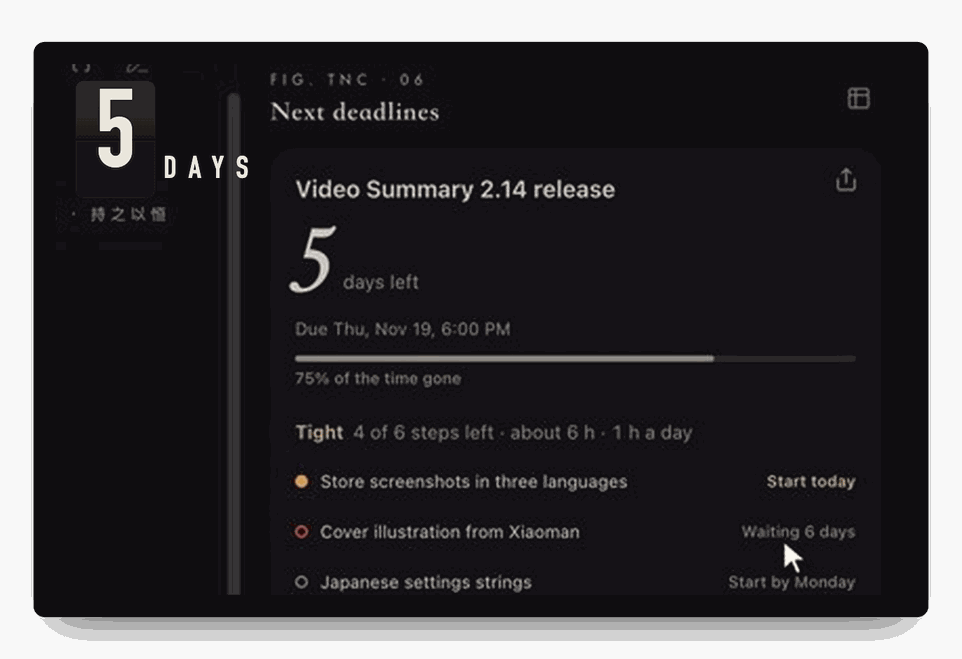 5 DAYS
· 持之以恒
FIG. TNC · 06
Next deadlines
Video Summary 2.14 release
5 days left
Due Thu, Nov 19, 6:00 PM
75% of the time gone
Tight 4 of 6 steps left · about 6 h · 1 h a day
Store screenshots in three languages Start today
Cover illustration from Xiaoman Waiting 6 days
Japanese settings strings Start by Monday